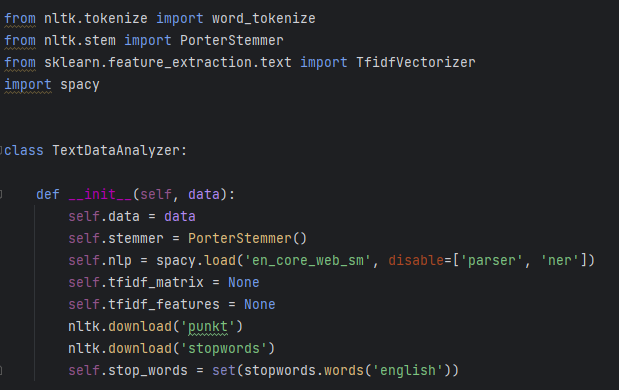 from nltk.tokenize import word_tokenize
from nltk.stem import PorterStemmer
from sklearn.feature_extraction.text import TfidfVectorizer
import spacy
class TextDataAnalyzer:
def __init__(self, data):
self.data = data
self.stemmer = PorterStemmer()
self.nlp = spacy.load('en_core_web_sm', disable=['parser', 'ner'])
self.tfidf_matrix = None
self.tfidf_features = None
nltk.download('punkt')
nltk.download('stopwords')
self.stop_words = set(stopwords.words('english'))